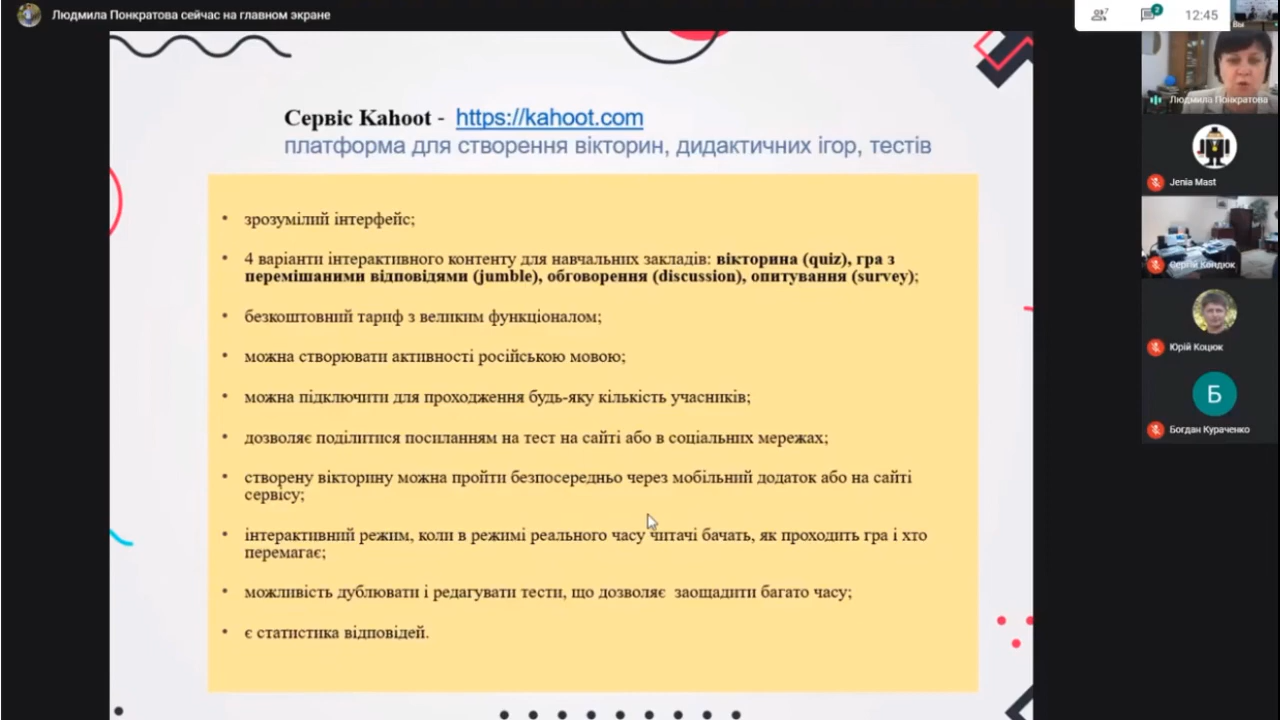 Людмила Понкратова сейчас на главном экране
7
2
12:45
Вы
Сервіс Kahoot - https://kahoot.com
платформа для створення вікторин, дидактичних ігор, тестів
• зрозумілий інтерфейс;
• 4 варіанти інтерактивного контенту для навчальних закладів: вікторина (quiz), гра з
перемішаними відповідями (jumble), обговорення (discussion), опитування (survey);
• безкоштовний тариф з великим функціоналом;
• можна створювати активності російською мовою;
• можна підключити для проходження будь-яку кількість учасників;
• дозволяє поділитися посиланням на тест на сайті або в соціальних мережах;
• створену вікторину можна пройти безпосередньо через мобільний додаток або на сайті
сервісу;
• інтерактивний режим, коли в режимі реального часу читачі бачать, як проходить гра і хто
перемагає;
• можливість дублювати і редагувати тести, що дозволяє заощадити багато часу;
• є статистика відповідей.
Людмила Понкратова
Jenia Mast
Сергій Кондюк
Юрій Коцюк
Б
Богдан Кураченко